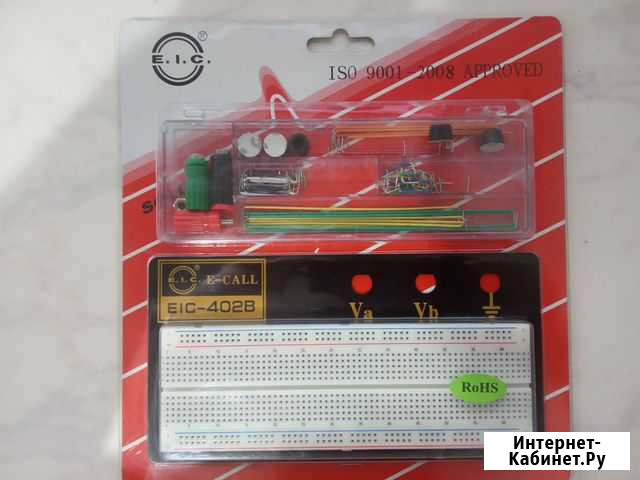 E.I.C.®
ISO 9001-2008 APPROVED
E.I.C. E-CALL
EIC-402B
Va Vb
RoHS
Интернет-
Кабинет.Ру